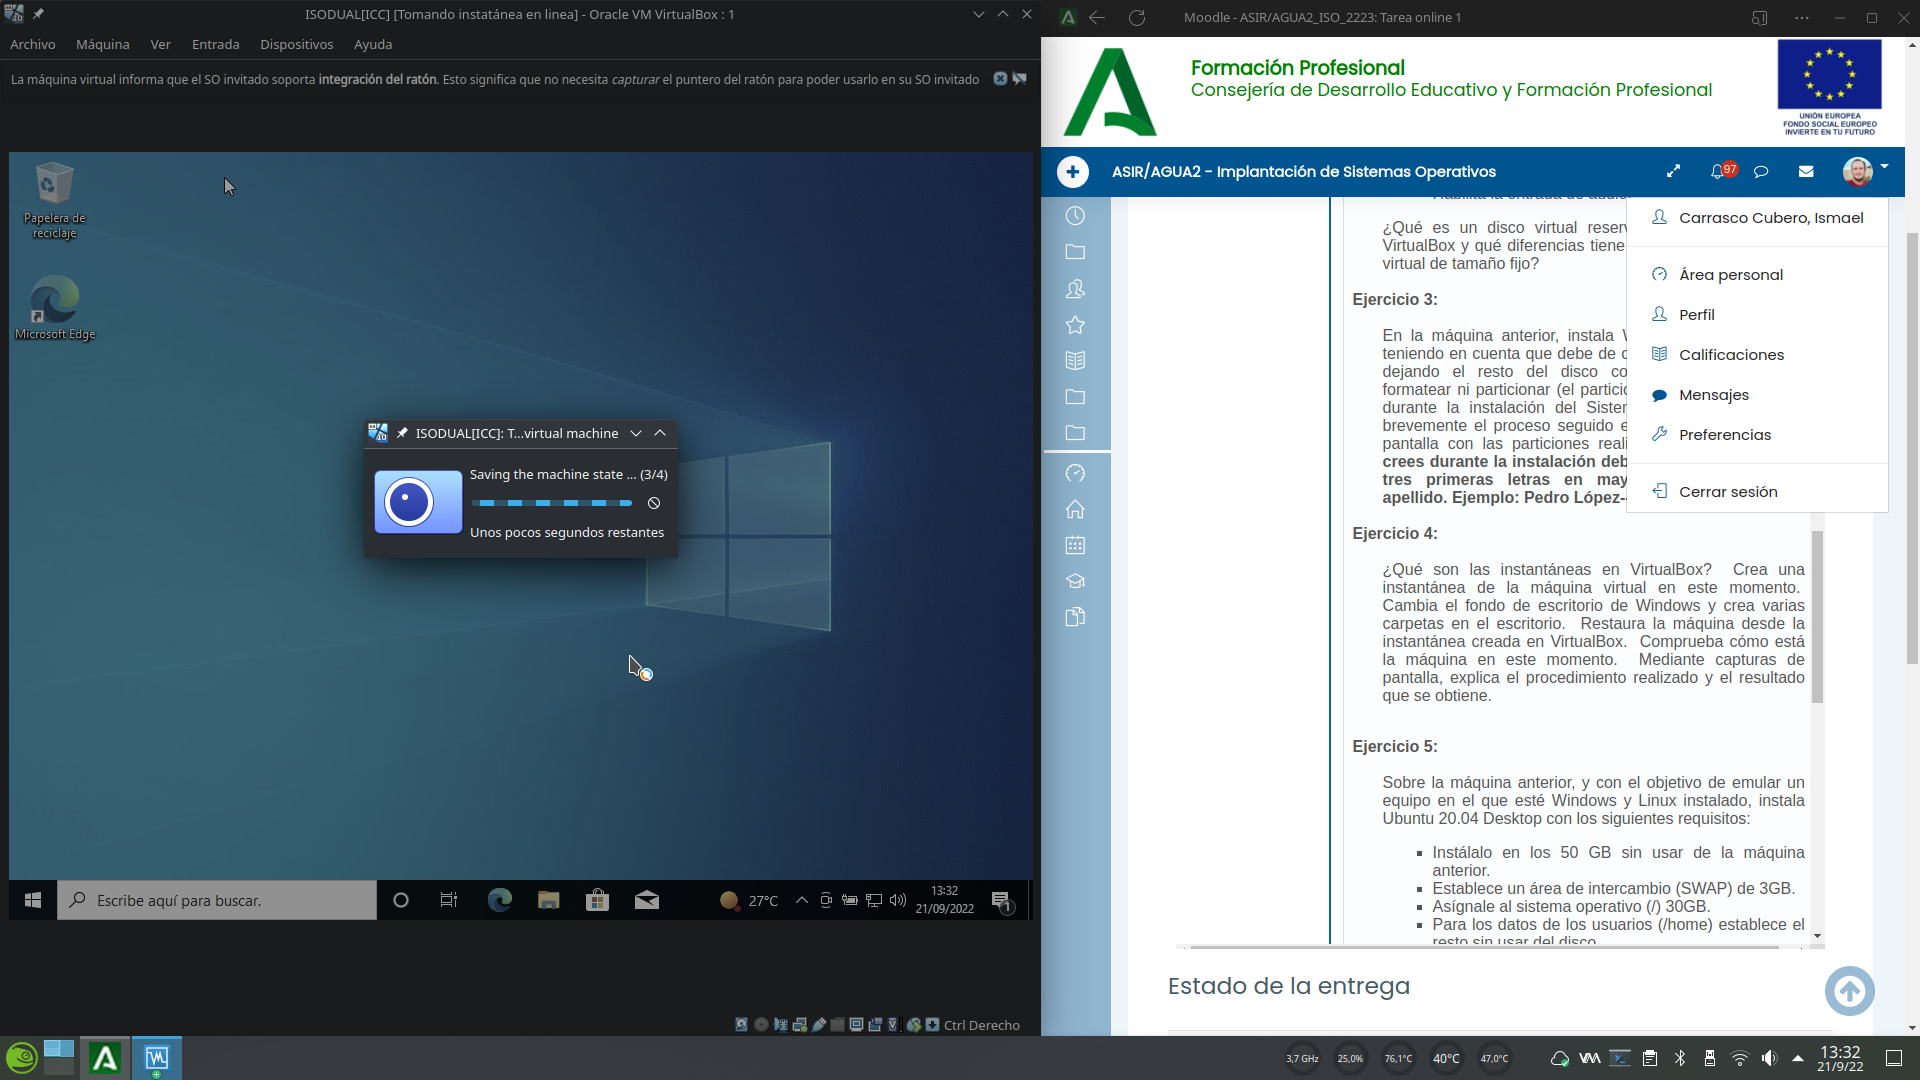 ISODUAL[ICC] [Tomando instatánea en linea] - Oracle VM VirtualBox : 1
Archivo Máquina Ver Entrada Dispositivos Ayuda
La máquina virtual informa que el SO invitado soporta integración del ratón. Esto significa que no necesita capturar el puntero del ratón para poder usarlo en su SO invitado
Papelera de
reciclaje
Microsoft Edge
ISODUAL[ICC]: T...virtual machine
Saving the machine state ... (3/4)
Unos pocos segundos restantes
Escribe aquí para buscar.
27°C
13:32
21/09/2022
1
Ctrl Derecho
Moodle - ASIR/AGUA2_ISO_2223: Tarea online 1
Formación Profesional
Consejería de Desarrollo Educativo y Formación Profesional
UNIÓN EUROPEA
FONDO SOCIAL EUROPEO
INVIERTE EN TU FUTURO
ASIR/AGUA2 - Implantación de Sistemas Operativos
97
Carrasco Cubero, Ismael
Área personal
Perfil
Calificaciones
Mensajes
Preferencias
Cerrar sesión
¿Qué es un disco virtual reserv
VirtualBox y qué diferencias tiene
virtual de tamaño fijo?
Ejercicio 3:
En la máquina anterior, instala
teniendo en cuenta que debe de
dejando el resto del disco co
formatear ni particionar (el particio
durante la instalación del Sister
brevemente el proceso seguido e
pantalla con las particiones reali
crees durante la instalación deb
tres primeras letras en may
apellido. Ejemplo: Pedro López-
Ejercicio 4:
¿Qué son las instantáneas en VirtualBox? Crea una
instantánea de la máquina virtual en este momento.
Cambia el fondo de escritorio de Windows y crea varias
carpetas en el escritorio. Restaura la máquina desde la
instantánea creada en VirtualBox. Comprueba cómo está
la máquina en este momento. Mediante capturas de
pantalla, explica el procedimiento realizado y el resultado
que se obtiene.
Ejercicio 5:
Sobre la máquina anterior, y con el objetivo de emular un
equipo en el que esté Windows y Linux instalado, instala
Ubuntu 20.04 Desktop con los siguientes requisitos:
Instálalo en los 50 GB sin usar de la máquina
anterior.
Establece un área de intercambio (SWAP) de 3GB.
Asígnale al sistema operativo (/) 30GB.
Para los datos de los usuarios (/home) establece el
resto sin usar del disco
Estado de la entrega
3,7 GHz 25,0% 76,1°C 40°C 47,0°C
13:32
21/9/22